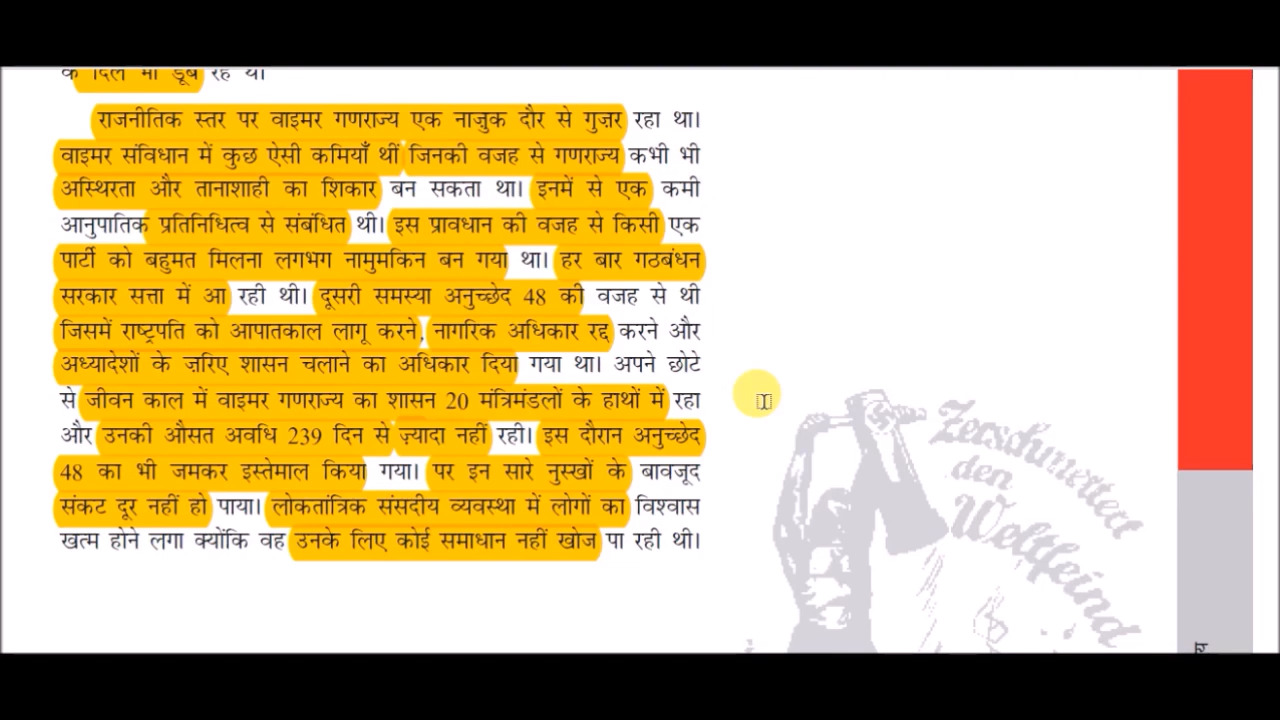 के दिल भी डूब रहे थे।
राजनीतिक स्तर पर वाइमर गणराज्य एक नाज़ुक दौर से गुज़र रहा था।
वाइमर संविधान में कुछ ऐसी कमियाँ थीं जिनकी वजह से गणराज्य कभी भी
अस्थिरता और तानाशाही का शिकार बन सकता था। इनमें से एक कमी
आनुपातिक प्रतिनिधित्व से संबंधित थी। इस प्रावधान की वजह से किसी एक
पार्टी को बहुमत मिलना लगभग नामुमकिन बन गया था। हर बार गठबंधन
सरकार सत्ता में आ रही थी। दूसरी समस्या अनुच्छेद 48 की वजह से थी
जिसमें राष्ट्रपति को आपातकाल लागू करने, नागरिक अधिकार रद्द करने और
अध्यादेशों के ज़रिए शासन चलाने का अधिकार दिया गया था। अपने छोटे
से जीवन काल में वाइमर गणराज्य का शासन 20 मंत्रिमंडलों के हाथों में रहा
और उनकी औसत अवधि 239 दिन से ज़्यादा नहीं रही। इस दौरान अनुच्छेद
48 का भी जमकर इस्तेमाल किया गया। पर इन सारे नुस्खों के बावजूद
संकट दूर नहीं हो पाया। लोकतांत्रिक संसदीय व्यवस्था में लोगों का विश्वास
खत्म होने लगा क्योंकि वह उनके लिए कोई समाधान नहीं खोज पा रही थी।
Zerschmettert
den
Weltfeind